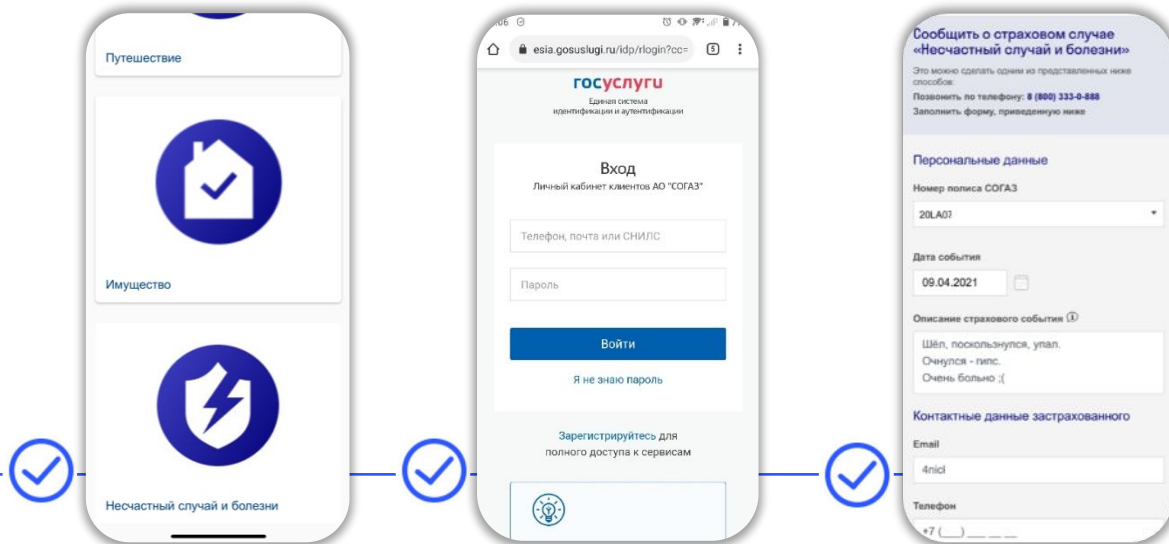 Путешествие
Имущество
Несчастный случай и болезни
esia.gosuslugi.ru/idp/rlogin?cc=
5
госуслуги
Единая система
идентификации и аутентификации
Вход
Личный кабинет клиентов АО "СОГАЗ"
Телефон, почта или СНИЛС
Пароль
Войти
Я не знаю пароль
Зарегистрируйтесь для
полного доступа к сервисам
Сообщить о страховом случае
«Несчастный случай и болезни»
Это можно сделать одним из представленных ниже
способов:
Позвонить по телефону: 8 (800) 333-0-888
Заполнить форму, приведенную ниже
Персональные данные
Номер полиса СОГАЗ
20LA07
Дата события
09.04.2021
Описание страхового события
Шёл, поскользнулся, упал.
Очнулся - гипс.
Очень больно ;(
Контактные данные застрахованного
Email
Телефон
+7 (__) ___ __ __